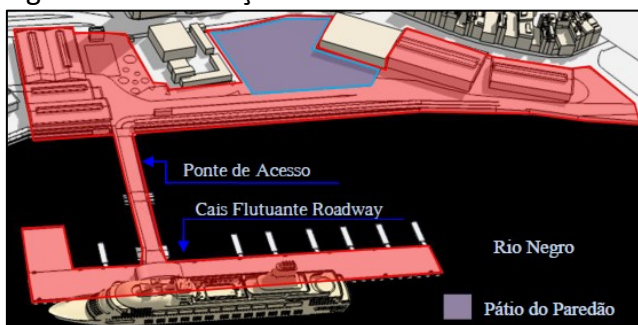 Ponte de Acesso
Cais Flutuante Roadway
Rio Negro
Pátio do Paredão